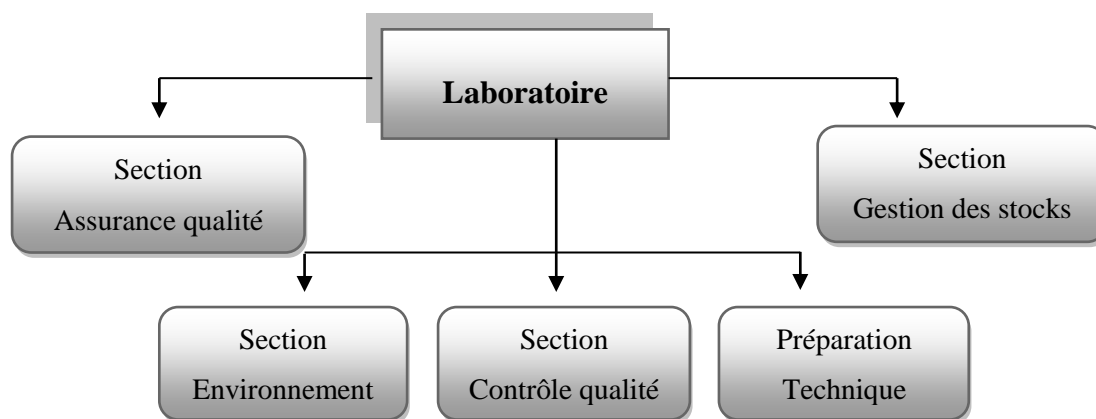 Laboratoire
Section
Assurance qualité
Section
Gestion des stocks
Section
Environnement
Section
Contrôle qualité
Préparation
Technique